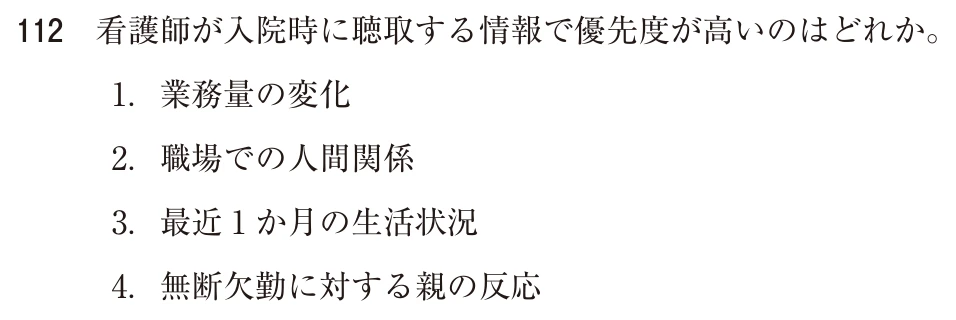 112 看護師が入院時に聴取する情報で優先度が高いのはどれか。
1. 業務量の変化
2. 職場での人間関係
3. 最近1か月の生活状況
4. 無断欠勤に対する親の反応